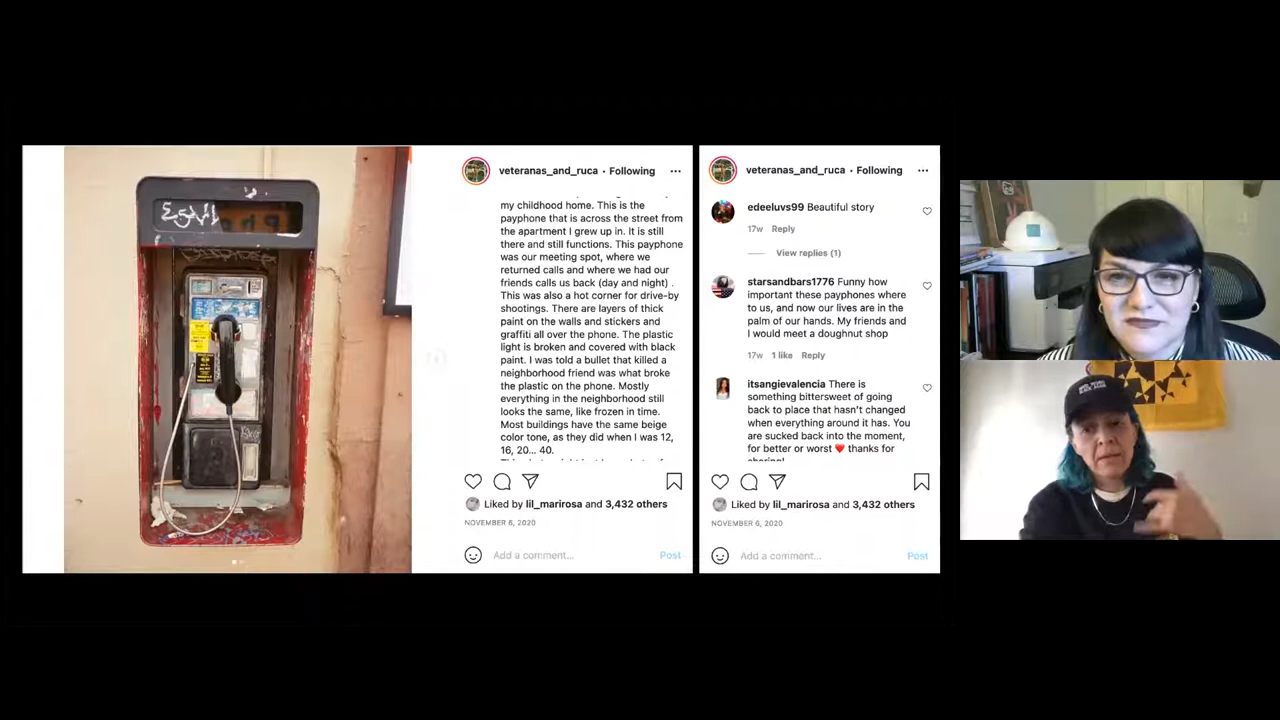 veteranas_and_ruca • Following
my childhood home. This is the
payphone that is across the street from
the apartment I grew up in. It is still
there and still functions. This payphone
was our meeting spot, where we
returned calls and where we had our
friends calls us back (day and night) .
This was also a hot corner for drive-by
shootings. There are layers of thick
paint on the walls and stickers and
graffiti all over the phone. The plastic
light is broken and covered with black
paint. I was told a bullet that killed a
neighborhood friend was what broke
the plastic on the phone. Mostly
everything in the neighborhood still
looks the same, like frozen in time.
Most buildings have the same beige
color tone, as they did when I was 12,
16, 20... 40.
Liked by lil_marirosa and 3,432 others
NOVEMBER 6, 2020
Add a comment... Post
veteranas_and_ruca • Following
edeeluvs99 Beautiful story
17w Reply
View replies (1)
starsandbars1776 Funny how
important these payphones where
to us, and now our lives are in the
palm of our hands. My friends and
I would meet a doughnut shop
17w 1 like Reply
itsangievalencia There is
something bittersweet of going
back to place that hasn't changed
when everything around it has. You
are sucked back into the moment,
for better or worst ❤️ thanks for
Liked by lil_marirosa and 3,432 others
NOVEMBER 6, 2020
Add a comment... Post